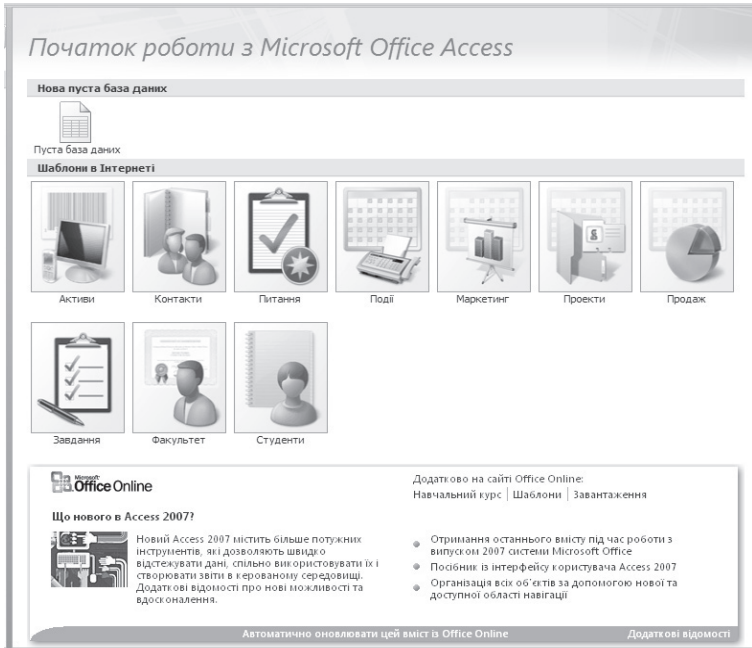 Початок роботи з Microsoft Office Access
Нова пуста база даних
Пуста база даних
Шаблони в Інтернеті
Активи
Контакти
Питання
Події
Маркетинг
Проекти
Продаж
Завдання
Факультет
Студенти
Microsoft
Office Online
Що нового в Access 2007?
Новий Access 2007 містить більше потужних
інструментів, які дозволяють швидко
відстежувати дані, спільно використовувати їх і
створювати звіти в керованому середовищі.
Додаткові відомості про нові можливості та
вдосконалення.
Додатково на сайті Office Online:
Навчальний курс | Шаблони | Завантаження
Отримання останнього вмісту під час роботи з
випуском 2007 системи Microsoft Office
Посібник із інтерфейсу користувача Access 2007
Організація всіх об'єктів за допомогою нової та
доступної області навігації
Автоматично оновлювати цей вміст із Office Online
Додаткові відомості